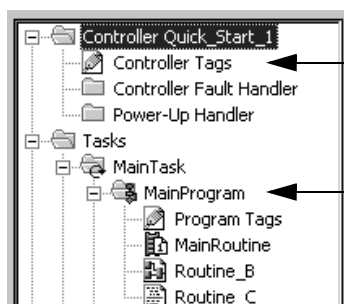 Controller Quick_Start_1
Controller Tags
Controller Fault Handler
Power-Up Handler
Tasks
MainTask
MainProgram
Program Tags
MainRoutine
Routine_B
Routine_C